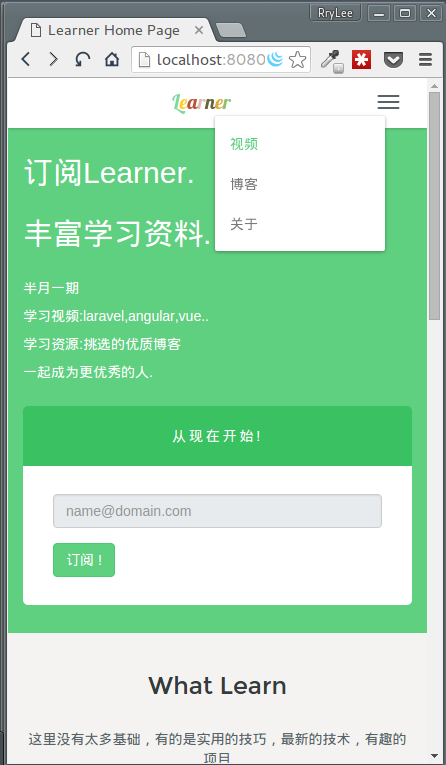 RryLee
Learner Home Page
localhost:8080
Learner
视频
博客
关于
订阅Learner.
丰富学习资料.
半月一期
学习视频:laravel,angular,vue..
学习资源:挑选的优质博客
一起成为更优秀的人.
从现在开始!
name@domain.com
订阅！
What Learn
这里没有太多基础，有的是实用的技巧，最新的技术，有趣的
项目